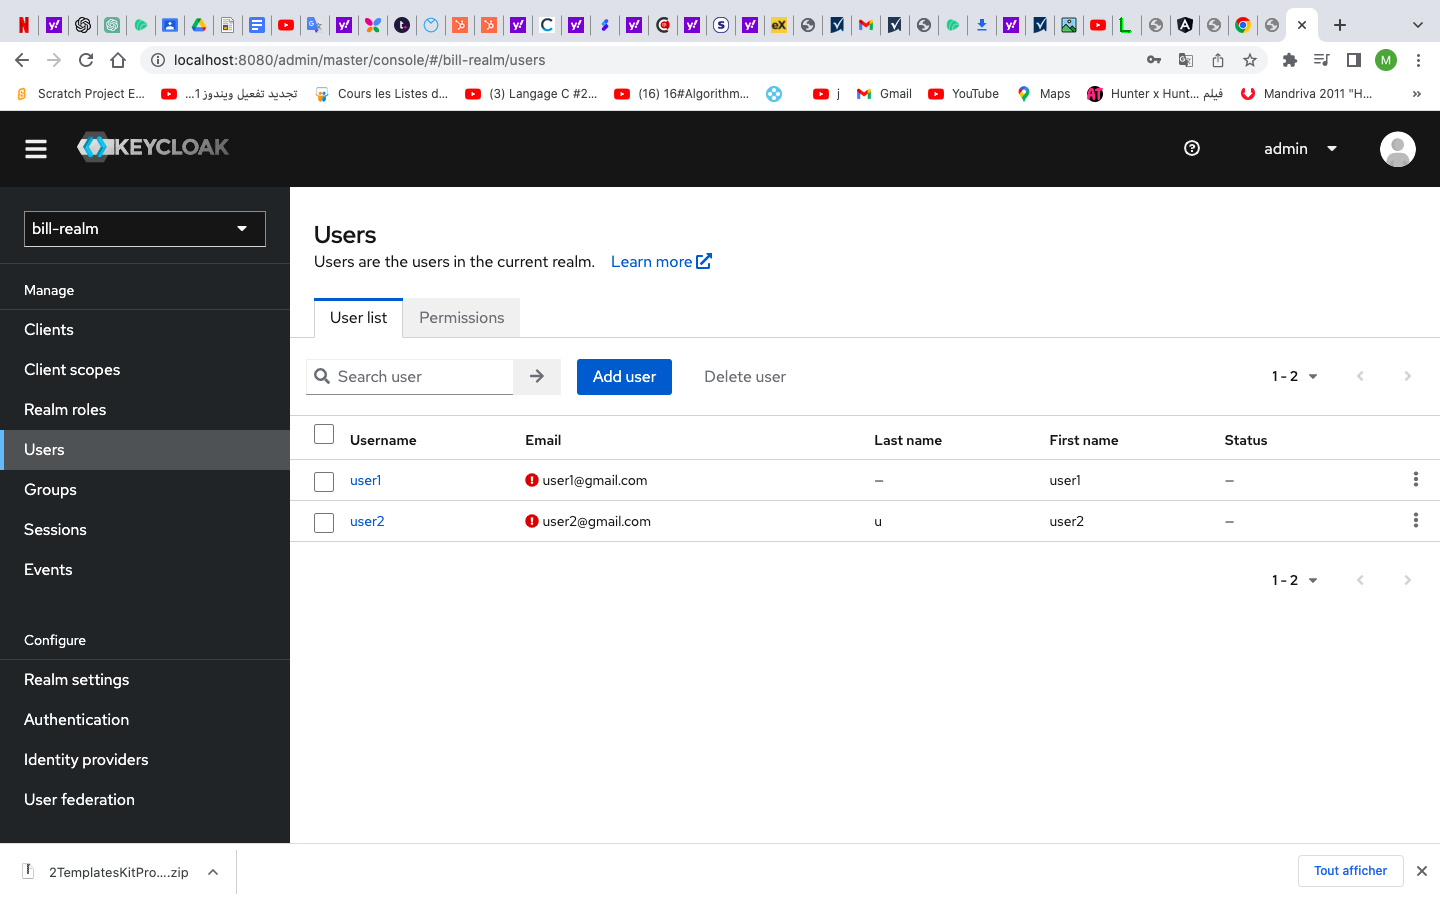 localhost:8080/admin/master/console/#/bill-realm/users
M
Scratch Project E...
تجديد تفعيل ويندوز 1...
Cours les Listes d...
(3) Langage C #2...
(16) 16#Algorithm...
j
Gmail
YouTube
Maps
Hunter x Hunt... فيلم
Mandriva 2011 "H...
»
KEYCLOAK
admin
bill-realm
Manage
Clients
Client scopes
Realm roles
Users
Groups
Sessions
Events
Configure
Realm settings
Authentication
Identity providers
User federation
Users
Users are the users in the current realm. Learn more
User list Permissions
Search user Add user Delete user 1 - 2
Username Email Last name First name Status
user1 user1@gmail.com – user1 –
user2 user2@gmail.com u user2 –
1 - 2
2TemplatesKitPro....zip
Tout afficher